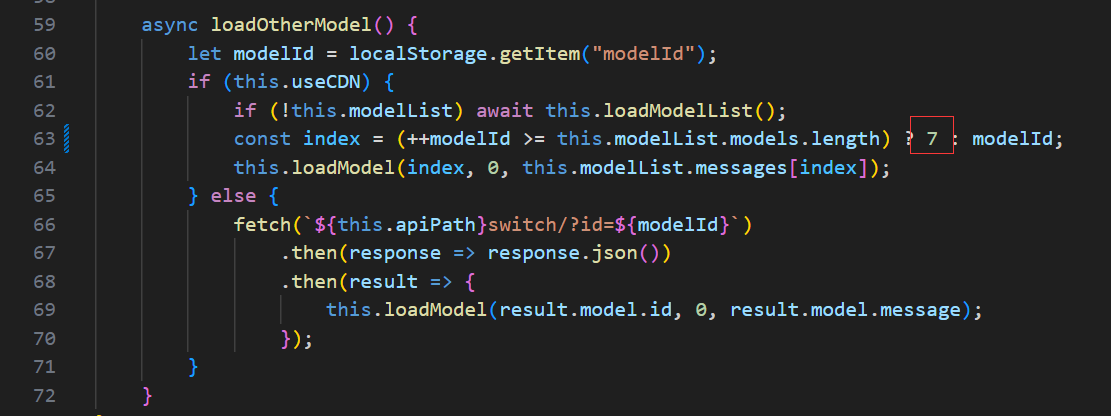 59 async loadOtherModel() {
60 let modelId = localStorage.getItem("modelId");
61 if (this.useCDN) {
62 if (!this.modelList) await this.loadModelList();
63 const index = (++modelId >= this.modelList.models.length) ? 7 : modelId;
64 this.loadModel(index, 0, this.modelList.messages[index]);
65 } else {
66 fetch(`${this.apiPath}switch/?id=${modelId}`)
67 .then(response => response.json())
68 .then(result => {
69 this.loadModel(result.model.id, 0, result.model.message);
70 });
71 }
72 }